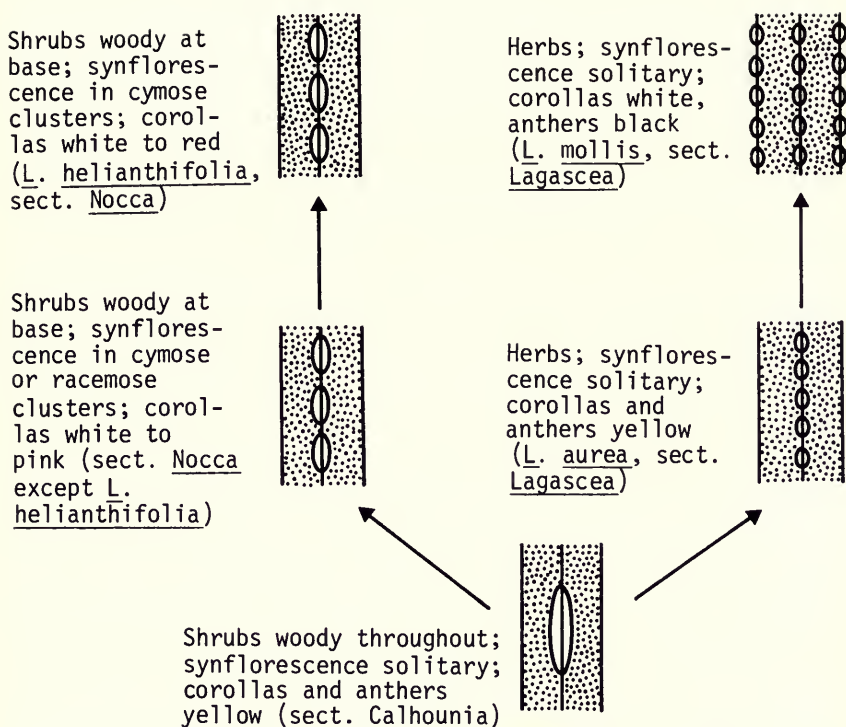 Shrubs woody at
base; synflores-
cence in cymose
clusters; corol-
las white to red
(L. helianthifolia,
sect. Nocca)
Herbs; synflores-
cence solitary;
corollas white,
anthers black
(L. mollis, sect.
Lagascea)
Shrubs woody at
base; synflores-
cence in cymose
or racemose
clusters; corol-
las white to
pink (sect. Nocca
except L.
helianthifolia)
Herbs; synflores-
cence solitary;
corollas and
anthers yellow
(L. aurea, sect.
Lagascea)
Shrubs woody throughout;
synflorescence solitary;
corollas and anthers
yellow (sect. Calhounia)